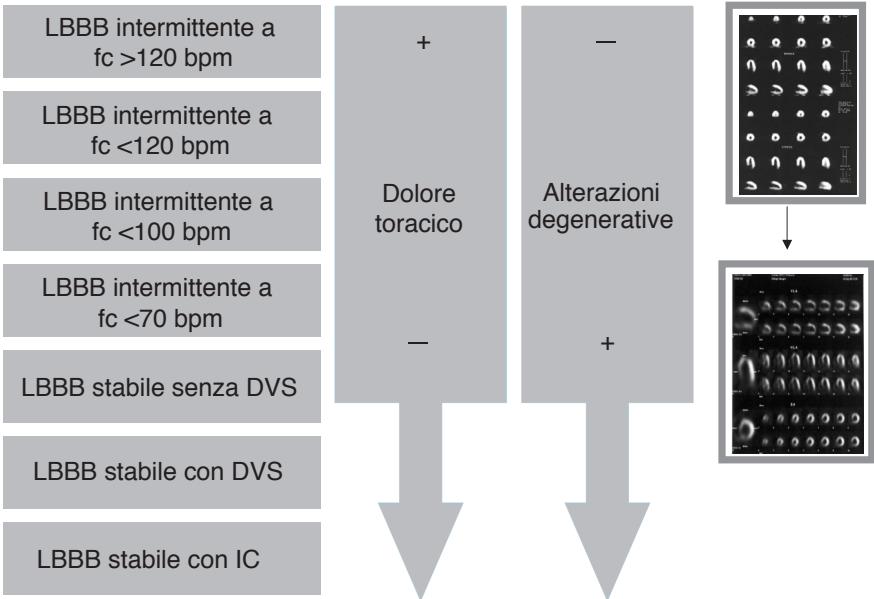 LBBB intermittente a
fc >120 bpm
LBBB intermittente a
fc <120 bpm
LBBB intermittente a
fc <100 bpm
LBBB intermittente a
fc <70 bpm
LBBB stabile senza DVS
LBBB stabile con DVS
LBBB stabile con IC
+
Dolore
toracico
—
—
Alterazioni
degenerative
+